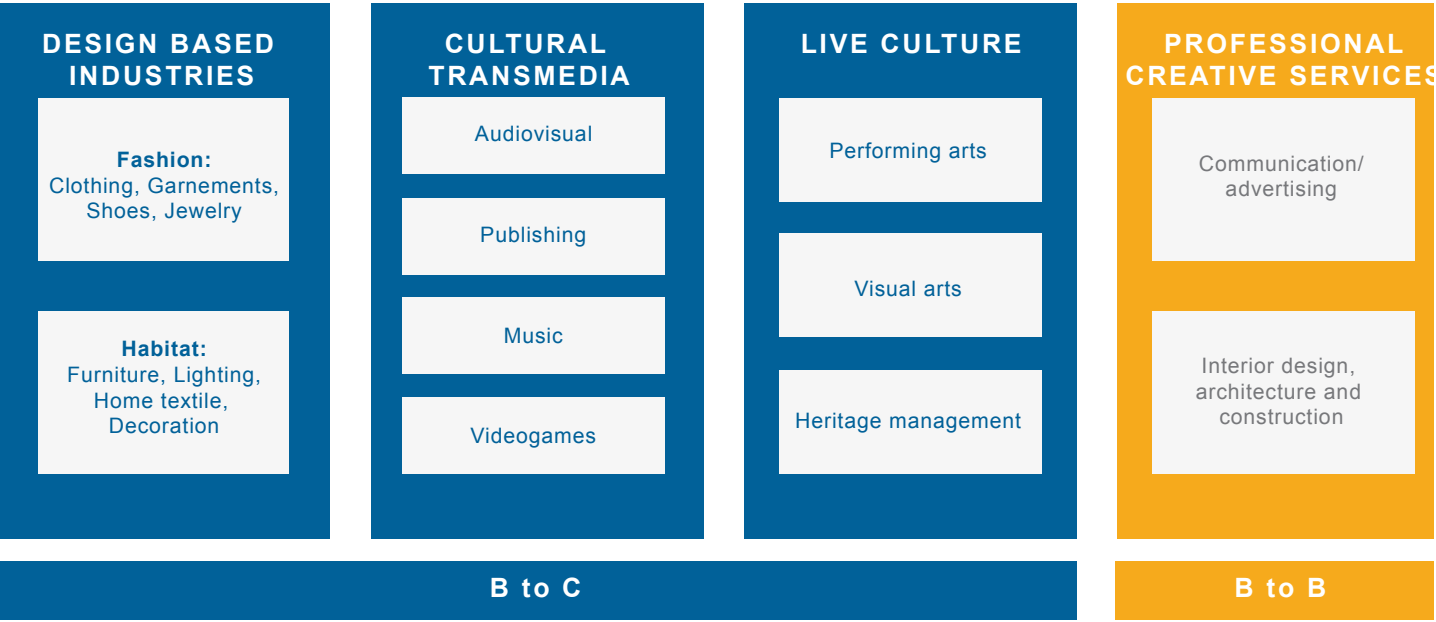 DESIGN BASED
INDUSTRIES
Fashion:
Clothing, Garnements,
Shoes, Jewelry
Habitat:
Furniture, Lighting,
Home textile,
Decoration
CULTURAL
TRANSMEDIA
Audiovisual
Publishing
Music
Videogames
LIVE CULTURE
Performing arts
Visual arts
Heritage management
PROFESSIONAL
CREATIVE SERVICES
Communication/
advertising
Interior design,
architecture and
construction
B to C
B to B